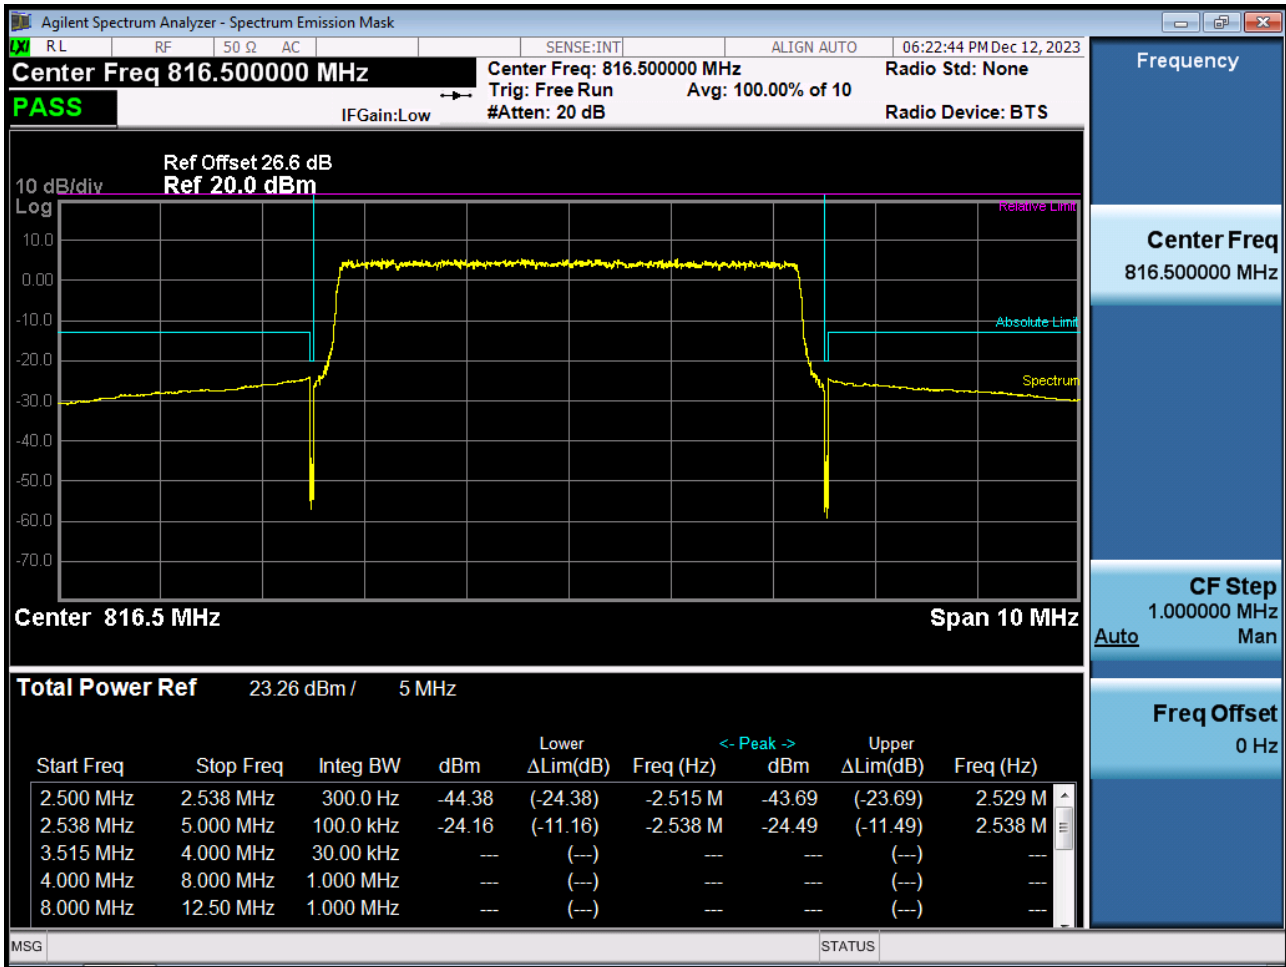 Agilent Spectrum Analyzer - Spectrum Emission Mask
LXI RL RF 50 Ω AC SENSE:INT ALIGN AUTO 06:22:44 PM Dec 12, 2023
Center Freq 816.500000 MHz
PASS
IFGain:Low
Center Freq: 816.500000 MHz
Trig: Free Run Avg: 100.00% of 10
#Atten: 20 dB
Radio Std: None
Radio Device: BTS
Ref Offset 26.6 dB
10 dB/div Ref 20.0 dBm
Log
Relative Limit
10.0
0.00
-10.0
Absolute Limit
-20.0
Spectrum
-30.0
-40.0
-50.0
-60.0
-70.0
Center 816.5 MHz Span 10 MHz
Total Power Ref 23.26 dBm / 5 MHz
Lower <- Peak -> Upper
Start Freq Stop Freq Integ BW dBm ΔLim(dB) Freq (Hz) dBm ΔLim(dB) Freq (Hz)
2.500 MHz 2.538 MHz 300.0 Hz -44.38 (-24.38) -2.515 M -43.69 (-23.69) 2.529 M
2.538 MHz 5.000 MHz 100.0 kHz -24.16 (-11.16) -2.538 M -24.49 (-11.49) 2.538 M
3.515 MHz 4.000 MHz 30.00 kHz --- (---) --- --- (---) ---
4.000 MHz 8.000 MHz 1.000 MHz --- (---) --- --- (---) ---
8.000 MHz 12.50 MHz 1.000 MHz --- (---) --- --- (---) ---
Frequency
Center Freq
816.500000 MHz
CF Step
1.000000 MHz
Auto Man
Freq Offset
0 Hz
MSG STATUS